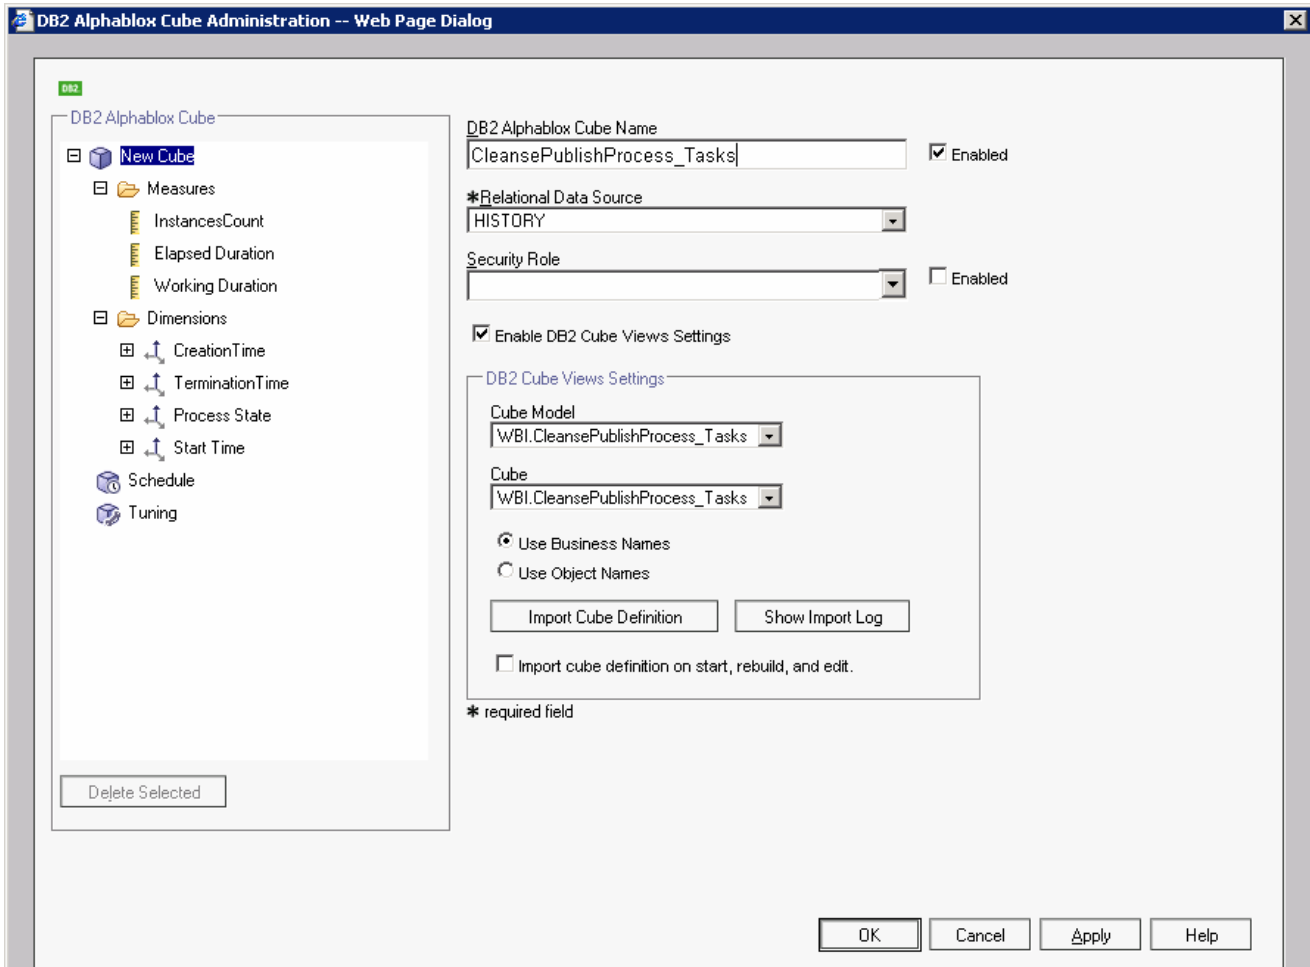 DB2 Alphablox Cube Administration -- Web Page Dialog
DB2
DB2 Alphablox Cube
New Cube
Measures
InstancesCount
Elapsed Duration
Working Duration
Dimensions
CreationTime
TerminationTime
Process State
Start Time
Schedule
Tuning
Delete Selected
DB2 Alphablox Cube Name
CleansePublishProcess_Tasks
Enabled
*Relational Data Source
HISTORY
Security Role
Enabled
Enable DB2 Cube Views Settings
DB2 Cube Views Settings
Cube Model
WBI.CleansePublishProcess_Tasks
Cube
WBI.CleansePublishProcess_Tasks
Use Business Names
Use Object Names
Import Cube Definition Show Import Log
Import cube definition on start, rebuild, and edit.
* required field
OK Cancel Apply Help